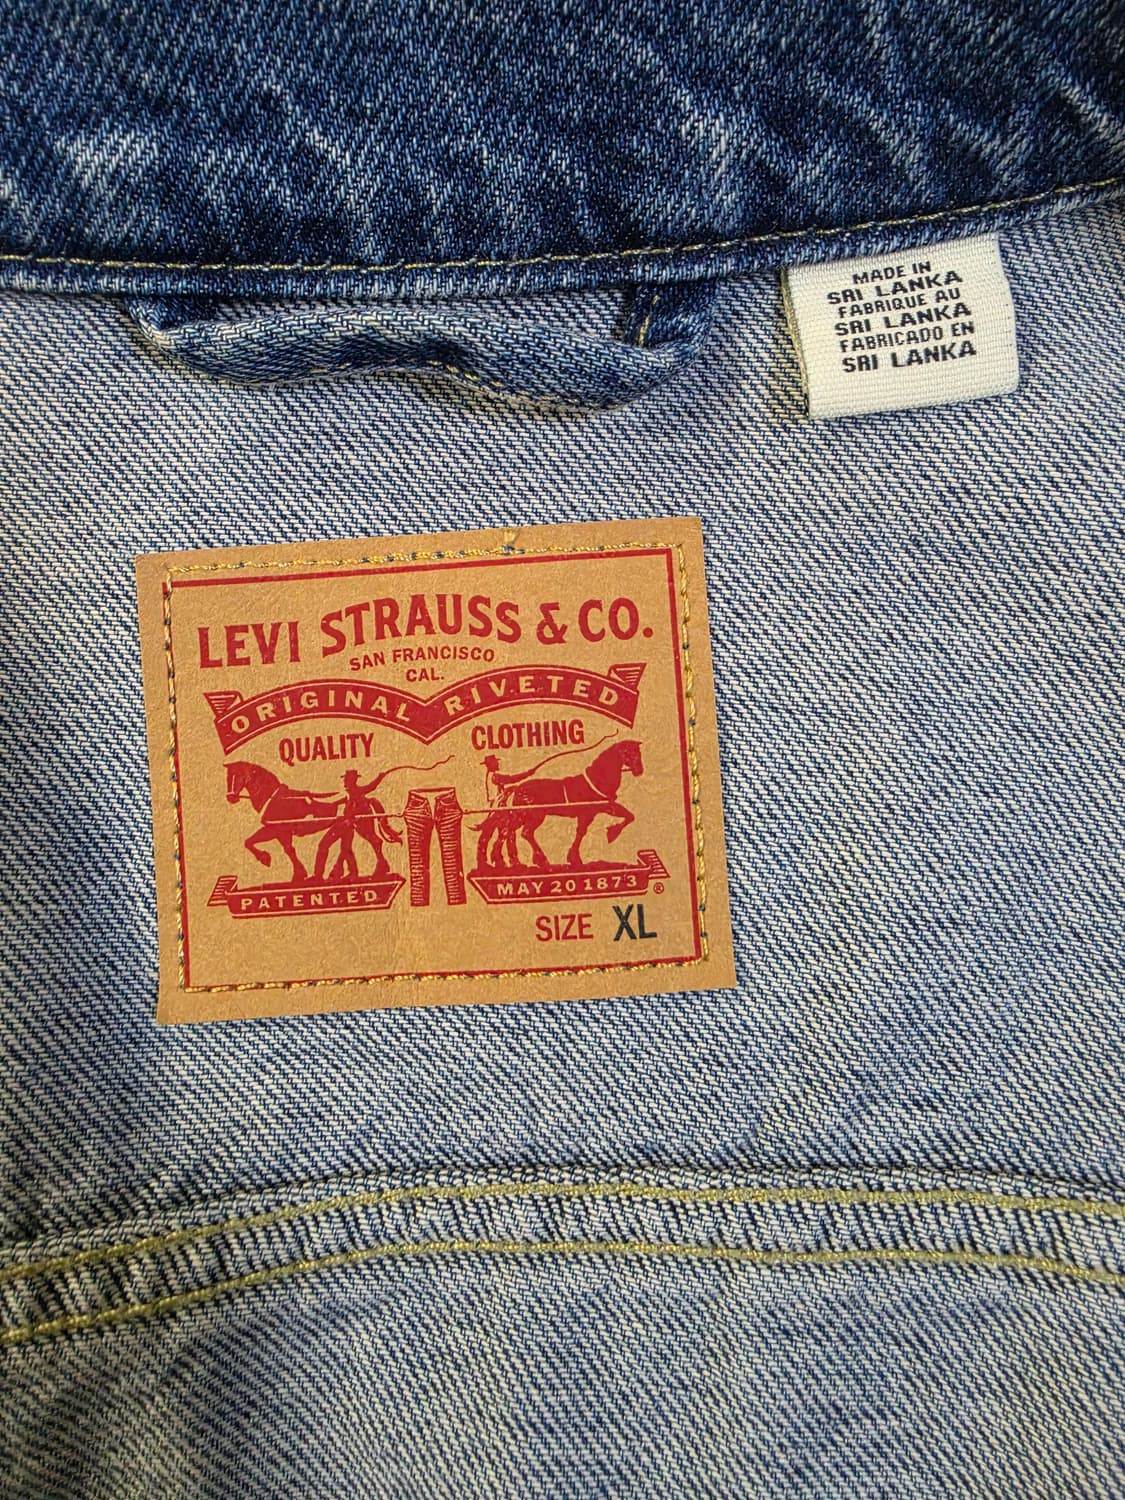 MADE IN
SRI LANKA
FABRIQUE AU
SRI LANKA
FABRICADO EN
SRI LANKA
LEVI STRAUSS & CO.
SAN FRANCISCO
CAL.
ORIGINAL RIVETED
QUALITY CLOTHING
PATENTED MAY 20 1873 ®
SIZE XL